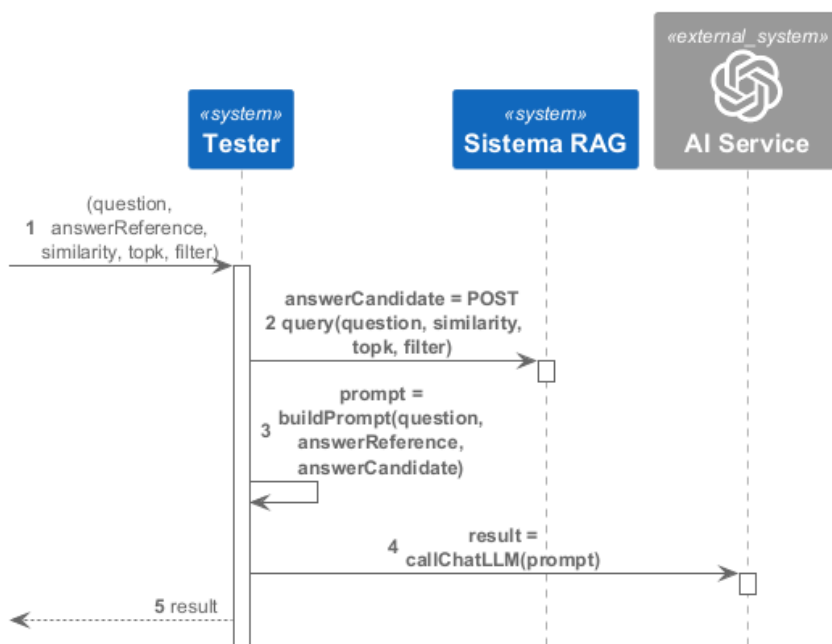 «external_system»
AI Service
«system»
Tester
«system»
Sistema RAG
(question,
1 answerReference,
similarity, topk, filter)
answerCandidate = POST
2 query(question, similarity,
topk, filter)
prompt =
buildPrompt(question,
3
answerReference,
answerCandidate)
result =
4
callChatLLM(prompt)
5 result